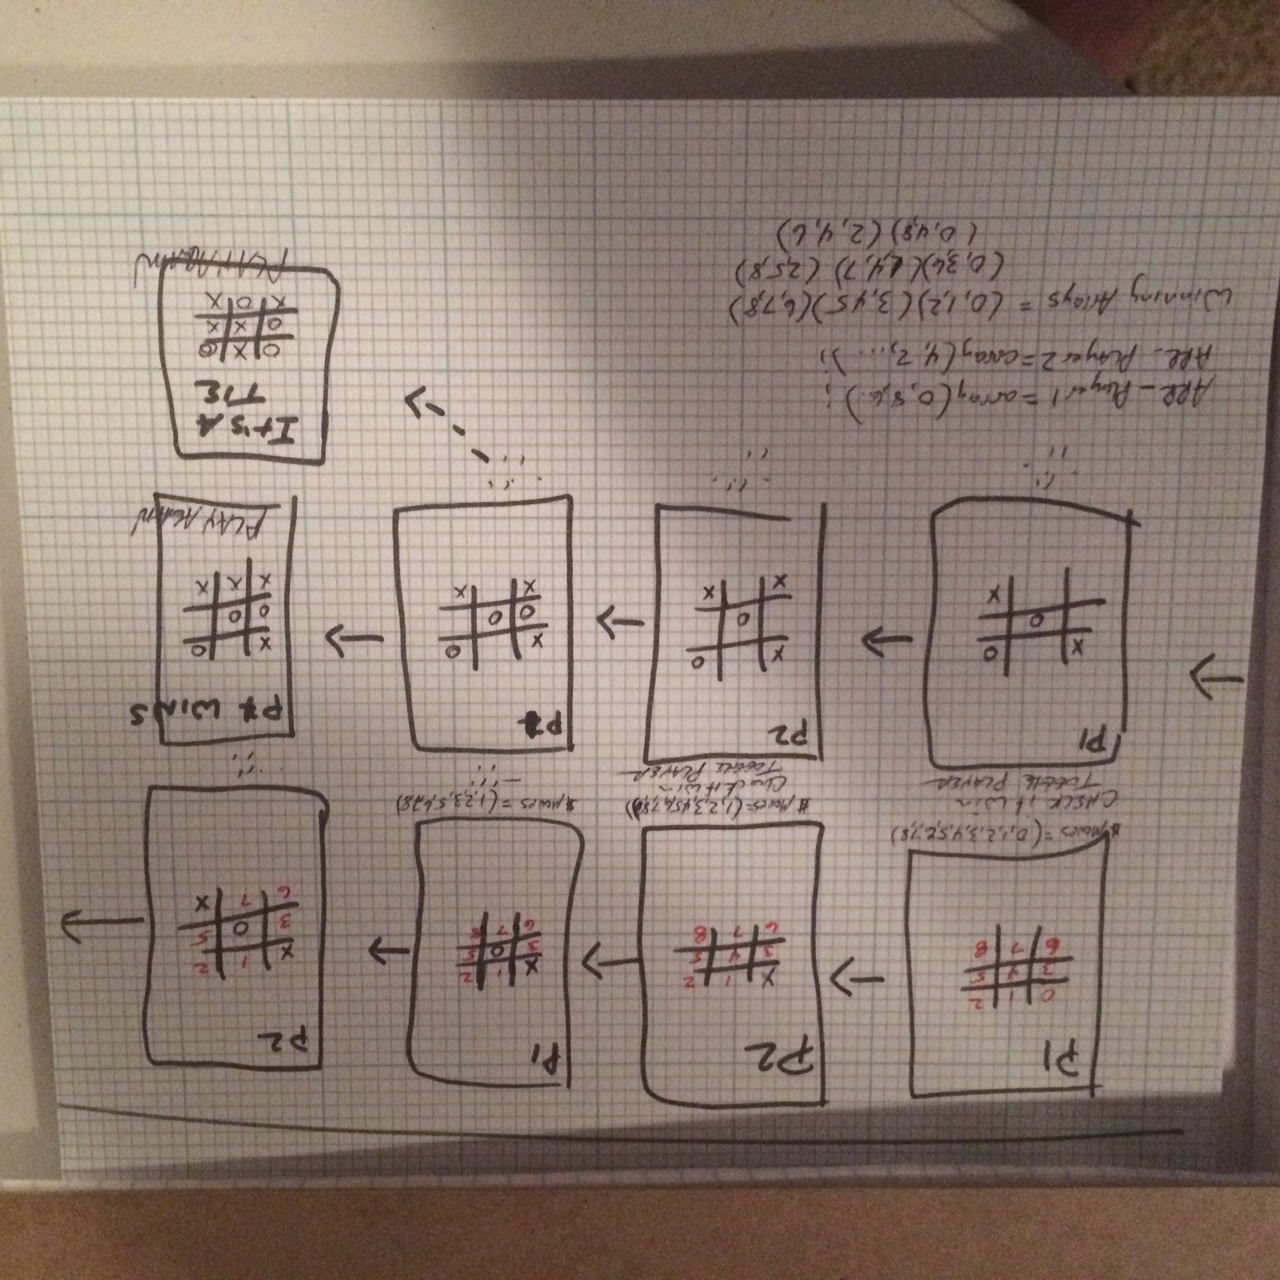 P1
0 1 2
3 4 5
6 7 8
$ Moves = (0,1,2,3,4,5,6,7,8)
CHECK if Win
TOGGLE PLAYER
P2
X 1 2
3 4 5
6 7 8
$ Moves = (1,2,3,4,5,6,7,8)
Check if Win
TOGGLE PLAYER
P1
X 1 2
3 O 5
6 7 8
$ Moves = (1,2,3,5,6,7,8)
P2
X 1 2
3 O 5
6 7 X
P1
X O
O
X
P2
X O
O
X X
P1
X O
O O
X X
P1 WINS
X O
O O
X X X
PLAY AGAIN
It's A
TIE
O X O
O X X
X O X
PLAY AGAIN
ARR_Player1 = array(0,8,6..);
ARR_Player2 = array(4,2,...);
Winning Arrays = (0,1,2)(3,4,5)(6,7,8)
(0,3,6)(1,4,7) (2,5,8)
(0,4,8)(2,4,6)